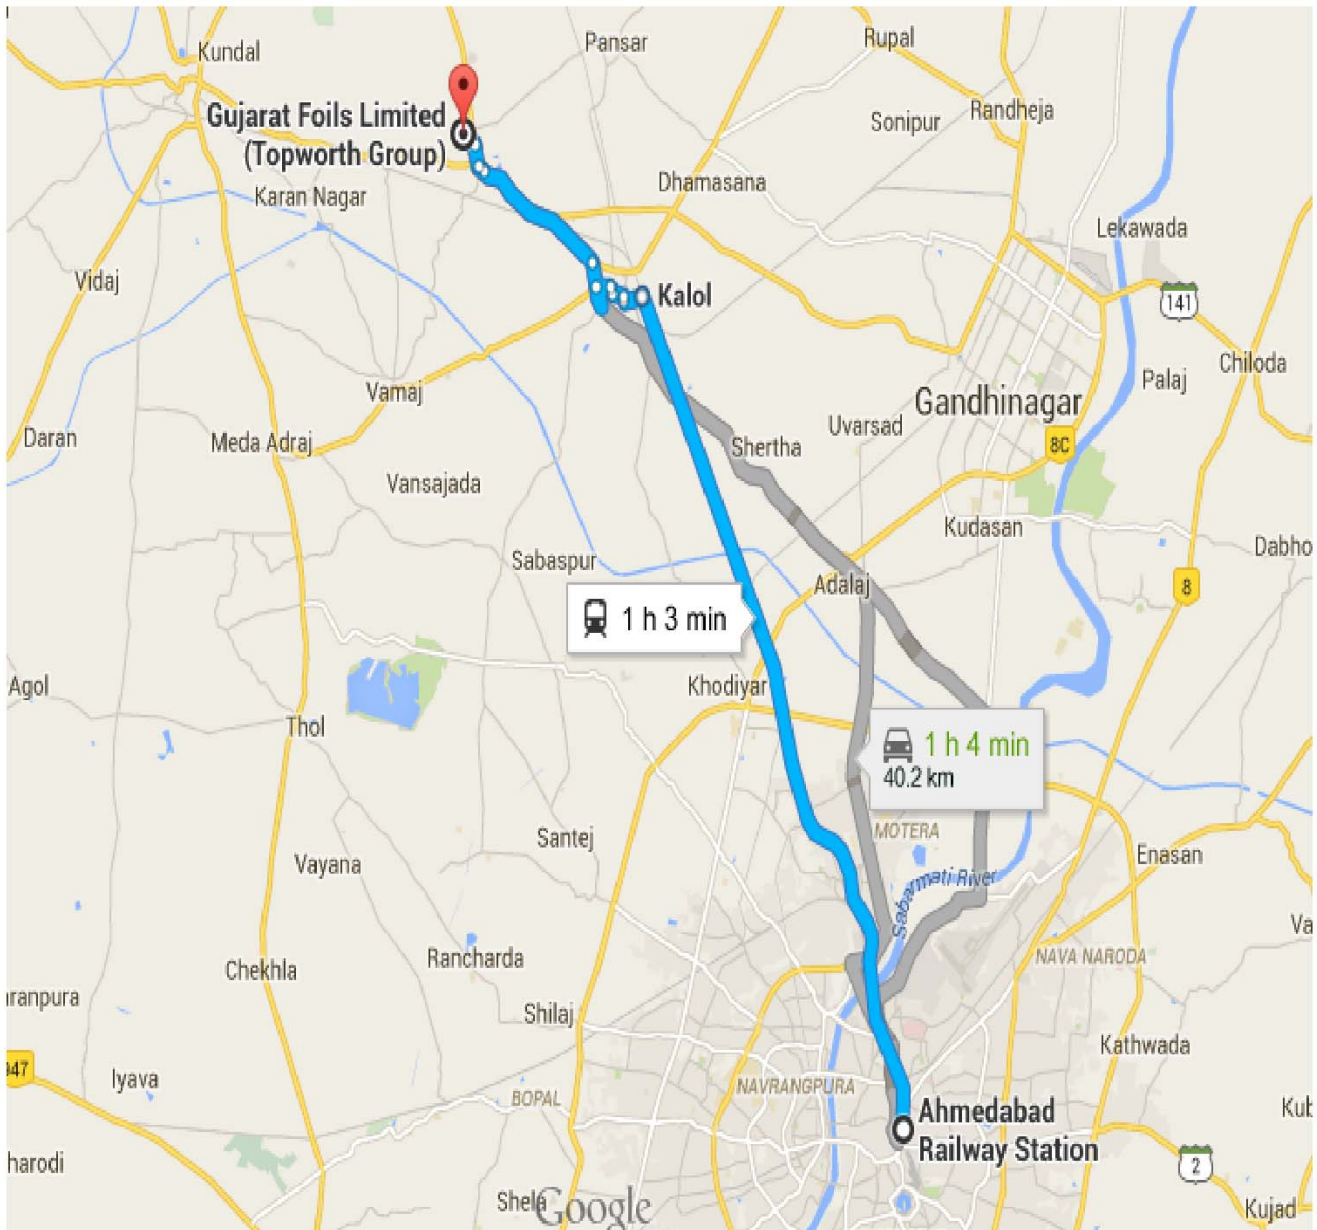 Kundal
Pansar
Rupal
Gujarat Foils Limited
(Topworth Group)
Sonipur
Randheja
Karan Nagar
Dhamasana
Lekawada
Vidaj
Kalol
141
Chiloda
Palaj
Vamaj
Gandhinagar
Daran
Meda Adraj
Shertha
Uvarsad
8C
Vansajada
Kudasan
Sabaspur
Dabho
Adalaj
8
1 h 3 min
Agol
Khodiyar
Thol
1 h 4 min
40.2 km
MOTERA
Santej
Enasan
Vayana
Sabarmati River
Va
Chekhla
Rancharda
NAVA NARODA
aranpura
Shilaj
Kathwada
947
Iyava
BOPAL
NAVRANGPURA
Ahmedabad
Railway Station
Kub
harodi
2
Shela
Google
Kujad